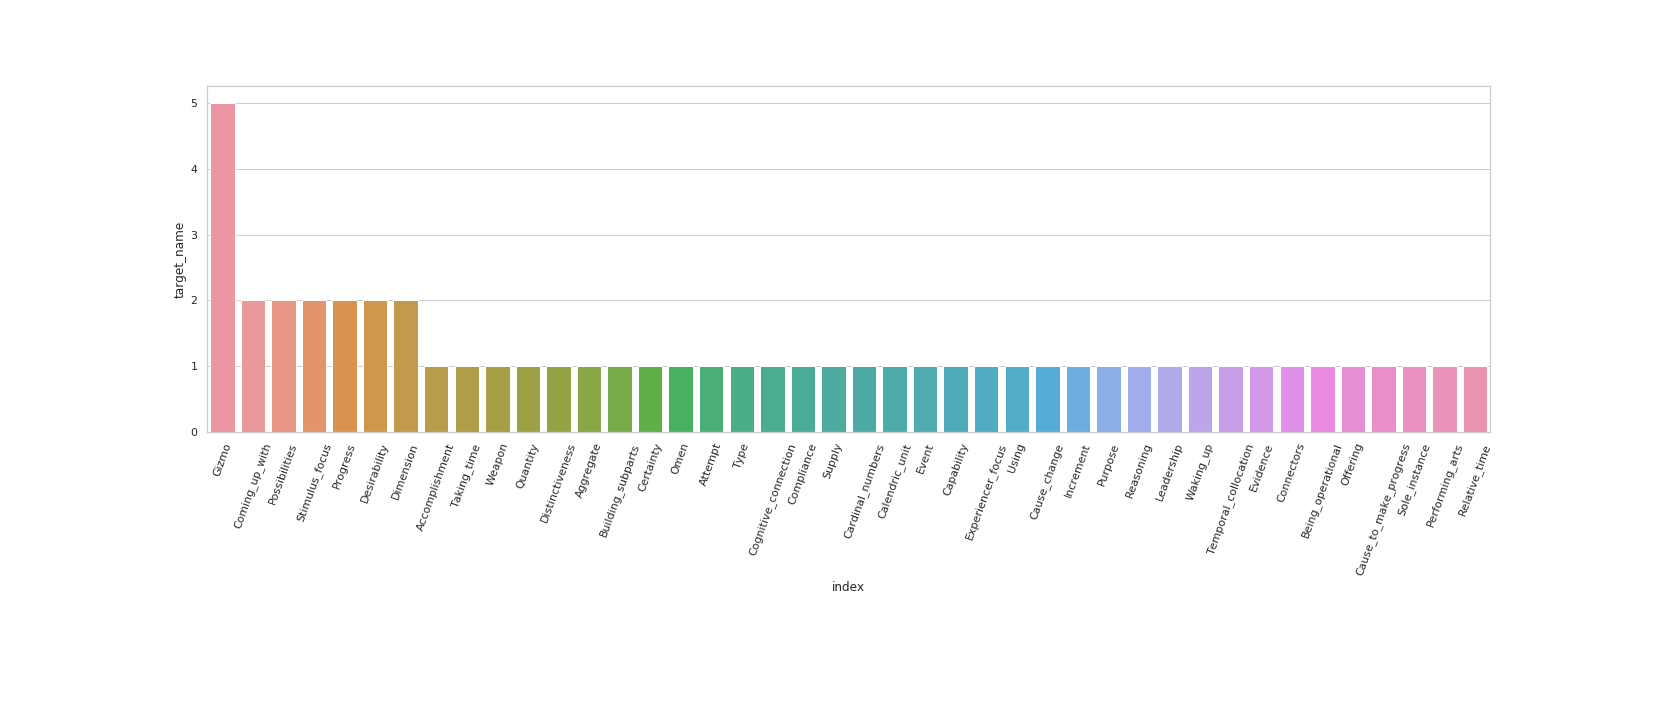 5
4
3
2
1
0
target_name
Gizmo
Coming_up_with
Possibilities
Stimulus_focus
Progress
Desirability
Dimension
Accomplishment
Taking_time
Weapon
Quantity
Distinctiveness
Aggregate
Building_subparts
Certainty
Omen
Attempt
Type
Cognitive_connection
Compliance
Supply
Cardinal_numbers
Calendric_unit
Event
Capability
Experiencer_focus
Using
Cause_change
Increment
Purpose
Reasoning
Leadership
Waking_up
Temporal_collocation
Evidence
Connectors
Being_operational
Offering
Cause_to_make_progress
Sole_instance
Performing_arts
Relative_time
index